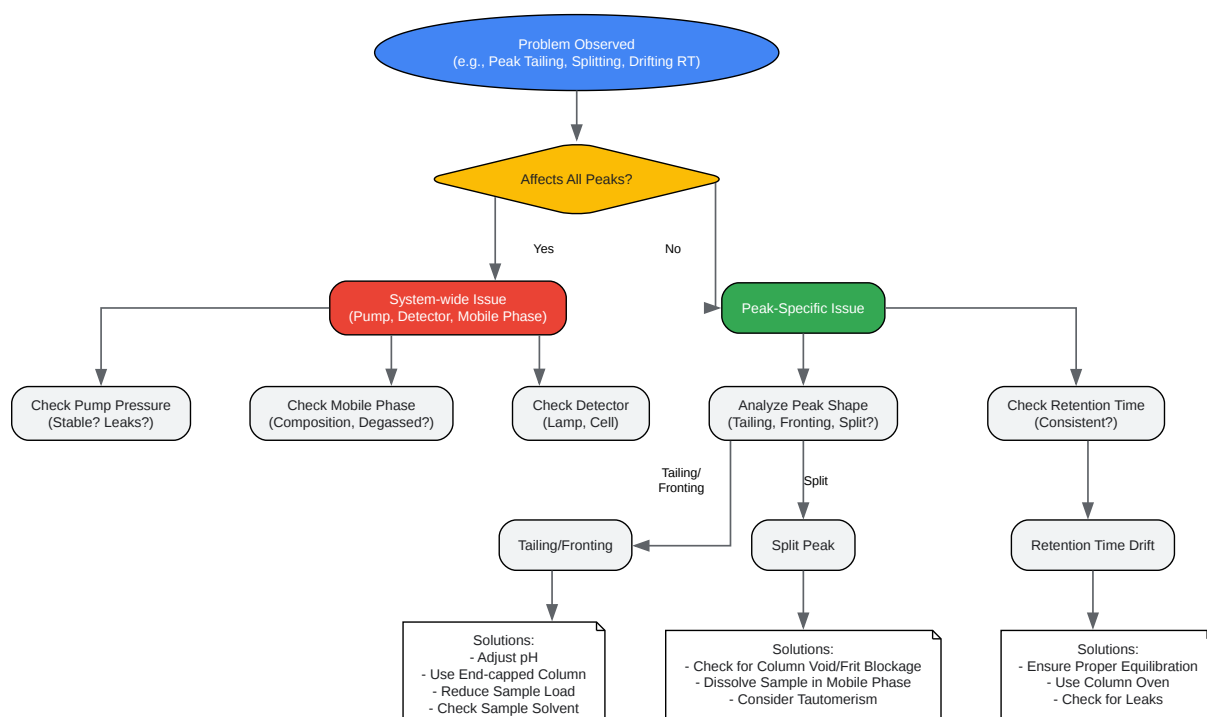 Problem Observed
(e.g., Peak Tailing, Splitting, Drifting RT)
Affects All Peaks?
Yes
No
System-wide Issue
(Pump, Detector, Mobile Phase)
Peak-Specific Issue
Check Pump Pressure
(Stable? Leaks?)
Check Mobile Phase
(Composition, Degassed?)
Check Detector
(Lamp, Cell)
Analyze Peak Shape
(Tailing, Fronting, Split?)
Check Retention Time
(Consistent?)
Tailing/
Fronting
Split
Tailing/Fronting
Split Peak
Retention Time Drift
Solutions:
- Adjust pH
- Use End-capped Column
- Reduce Sample Load
- Check Sample Solvent
Solutions:
- Check for Column Void/Frit Blockage
- Dissolve Sample in Mobile Phase
- Consider Tautomerism
Solutions:
- Ensure Proper Equilibration
- Use Column Oven
- Check for Leaks